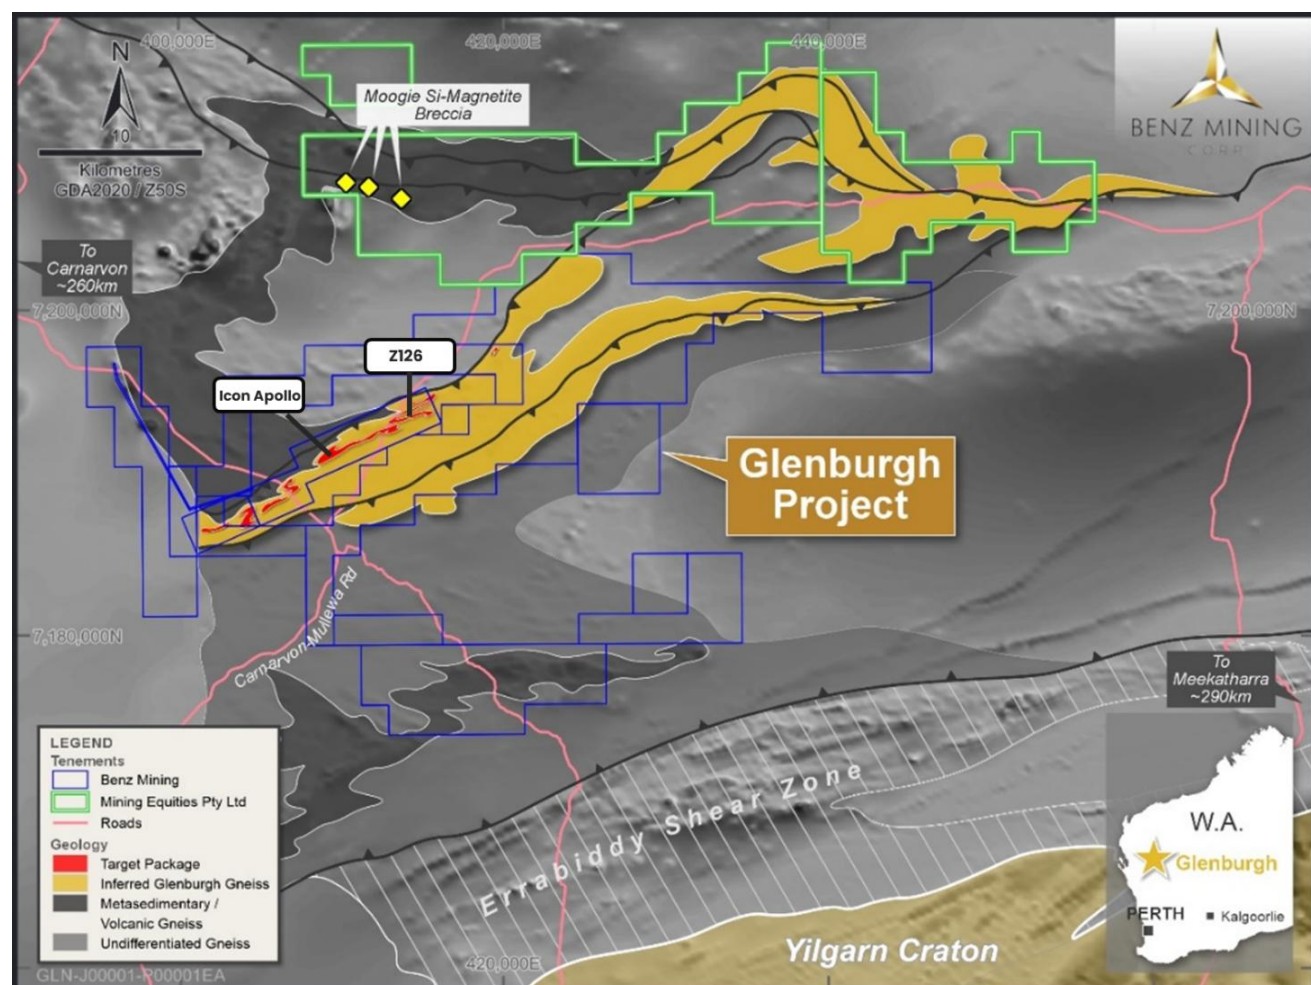 400,000E
420,000E
440,000E
N
10
Kilometres
GDA2020 / Z50S
Moogie Si-Magnetite
Breccia
BENZ MINING
CORP
To
Carnarvon
~260km
7,200,000N
7,200,000N
Z126
Icon Apollo
Glenburgh
Project
7,180,000N
Carnarvon-Mullewa Rd
To
Meekatharra
~290km
Errabiddy Shear Zone
Yilgarn Craton
420,000E
LEGEND
Tenements
Benz Mining
Mining Equities Pty Ltd
Roads
Geology
Target Package
Inferred Glenburgh Gneiss
Metasedimentary /
Volcanic Gneiss
Undifferentiated Gneiss
GLN-J00001-P00001EA
W.A.
Glenburgh
PERTH
Kalgoorlie